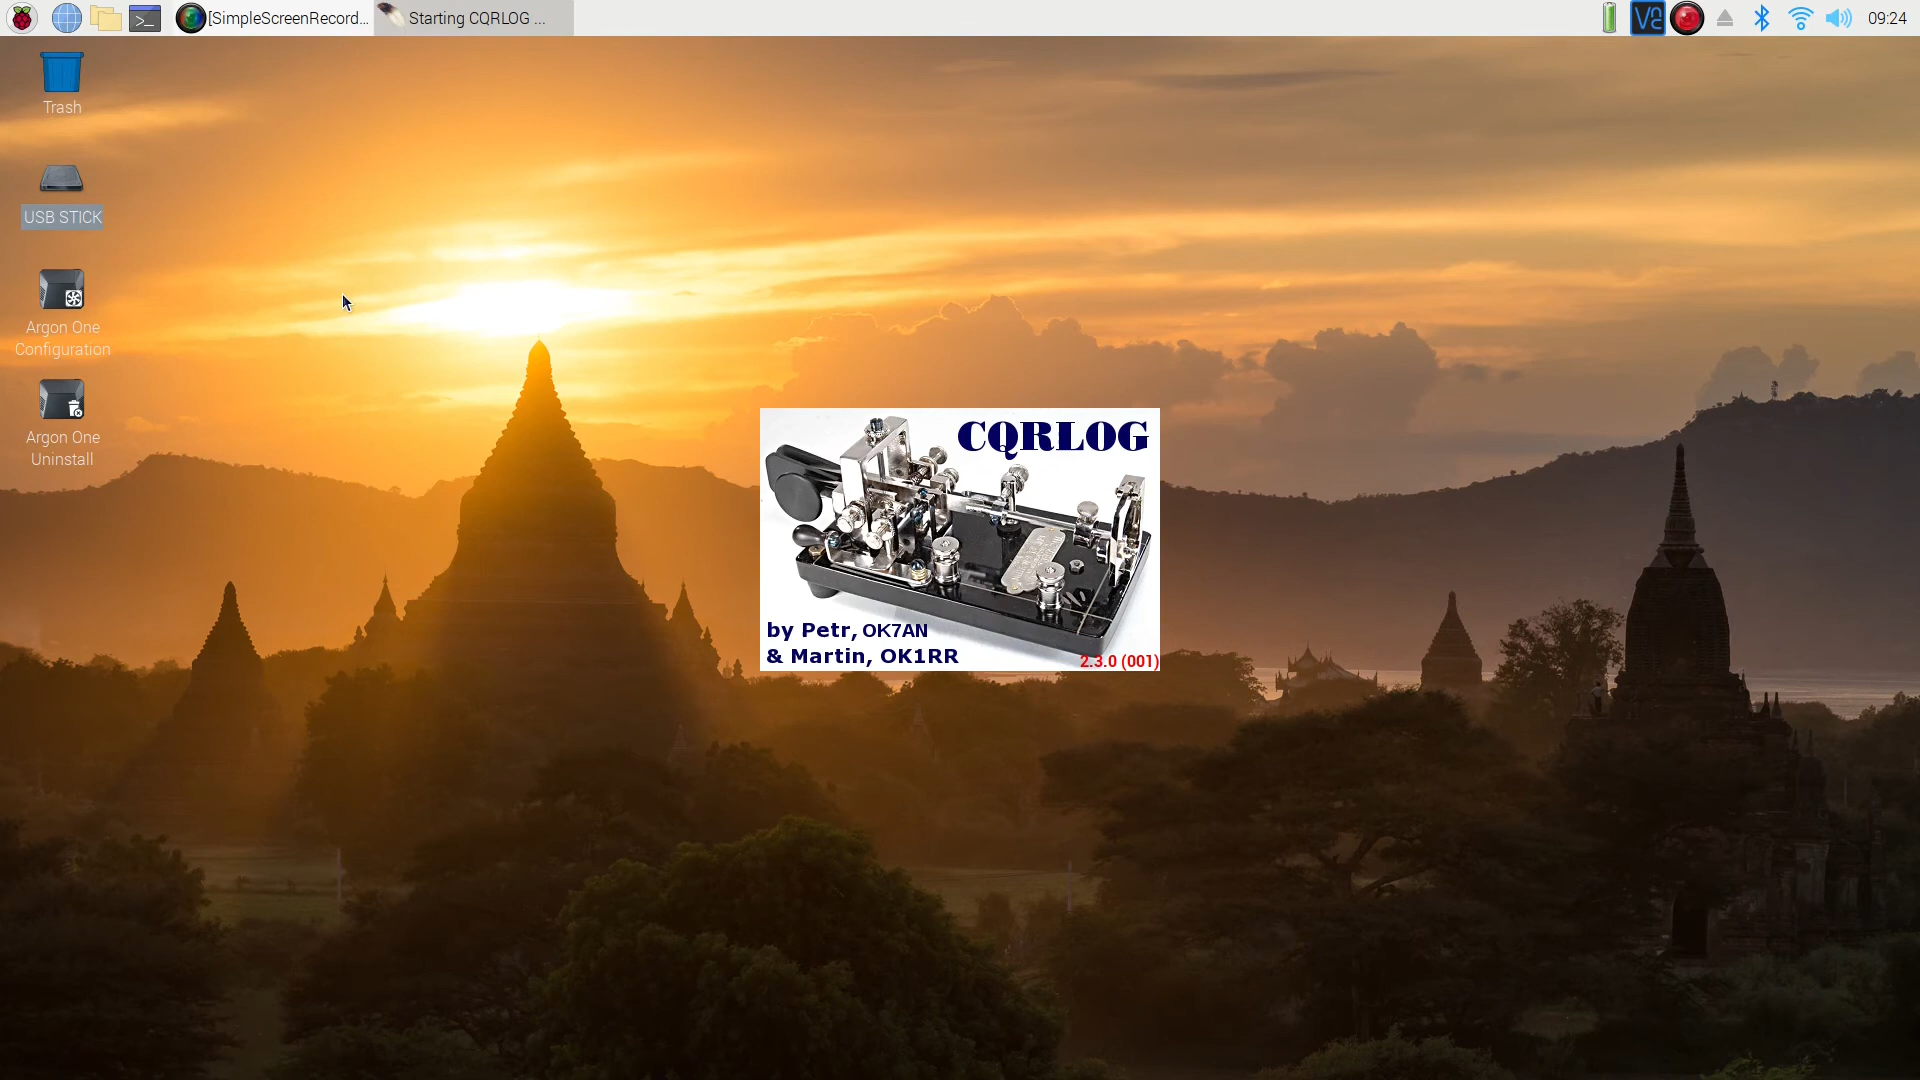 [SimpleScreenRecord...
Starting CQRLOG ...
09:24
Trash
USB STICK
Argon One
Configuration
Argon One
Uninstall
CQRLOG
by Petr, OK7AN
& Martin, OK1RR
2.3.0 (001)